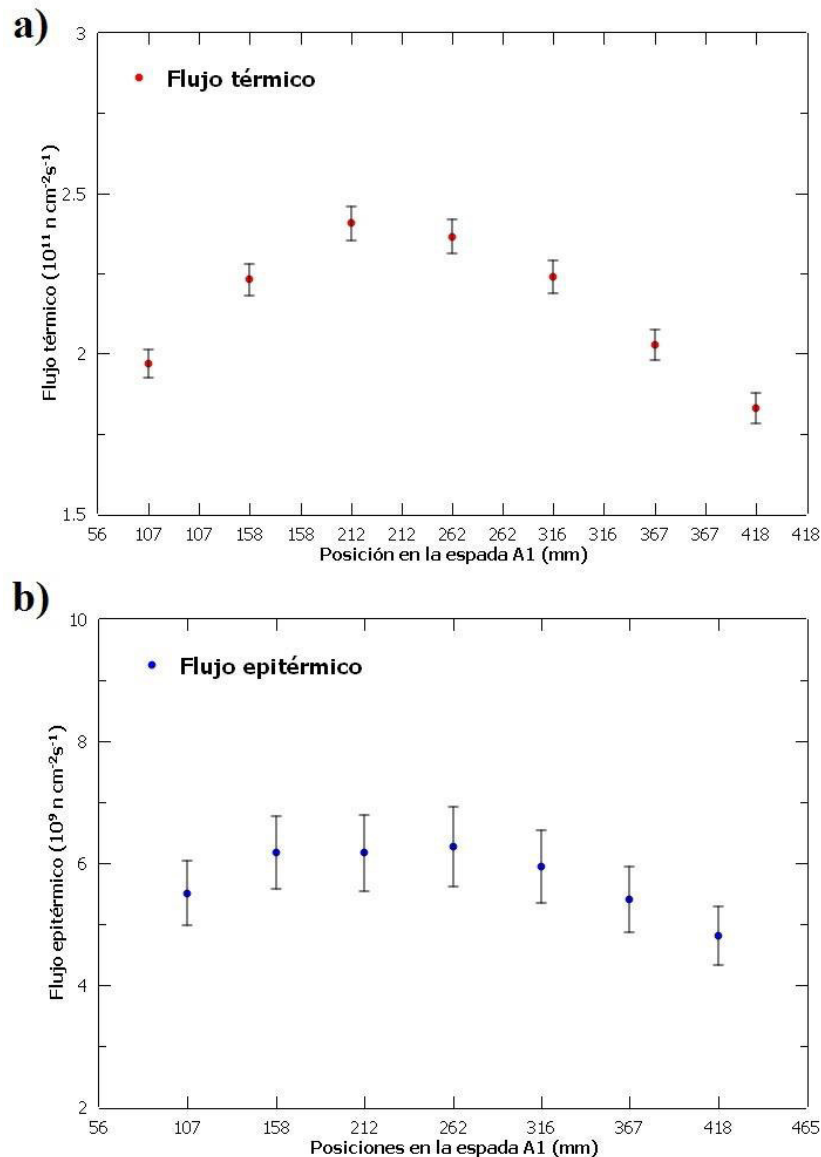 a)
3
Flujo térmico
Flujo térmico (10¹¹ n cm⁻²s⁻¹)
2.5
2
1.5
56 107 107 158 158 212 212 262 262 316 316 367 367 418 418
Posición en la espada A1 (mm)
b)
10
Flujo epitérmico
Flujo epitérmico (10⁹ n cm⁻²s⁻¹)
8
6
4
2
56 107 158 212 262 316 367 418 465
Posiciones en la espada A1 (mm)